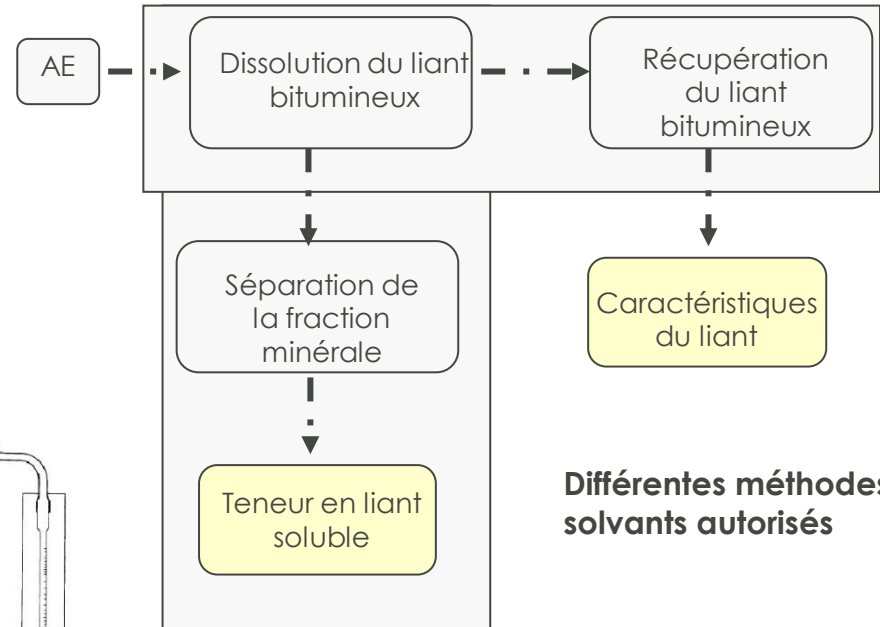 AE
Dissolution du liant
bitumineux
Récupération
du liant
bitumineux
Séparation de
la fraction
minérale
Caractéristiques
du liant
Teneur en liant
soluble
Différentes méthodes
solvants autorisés